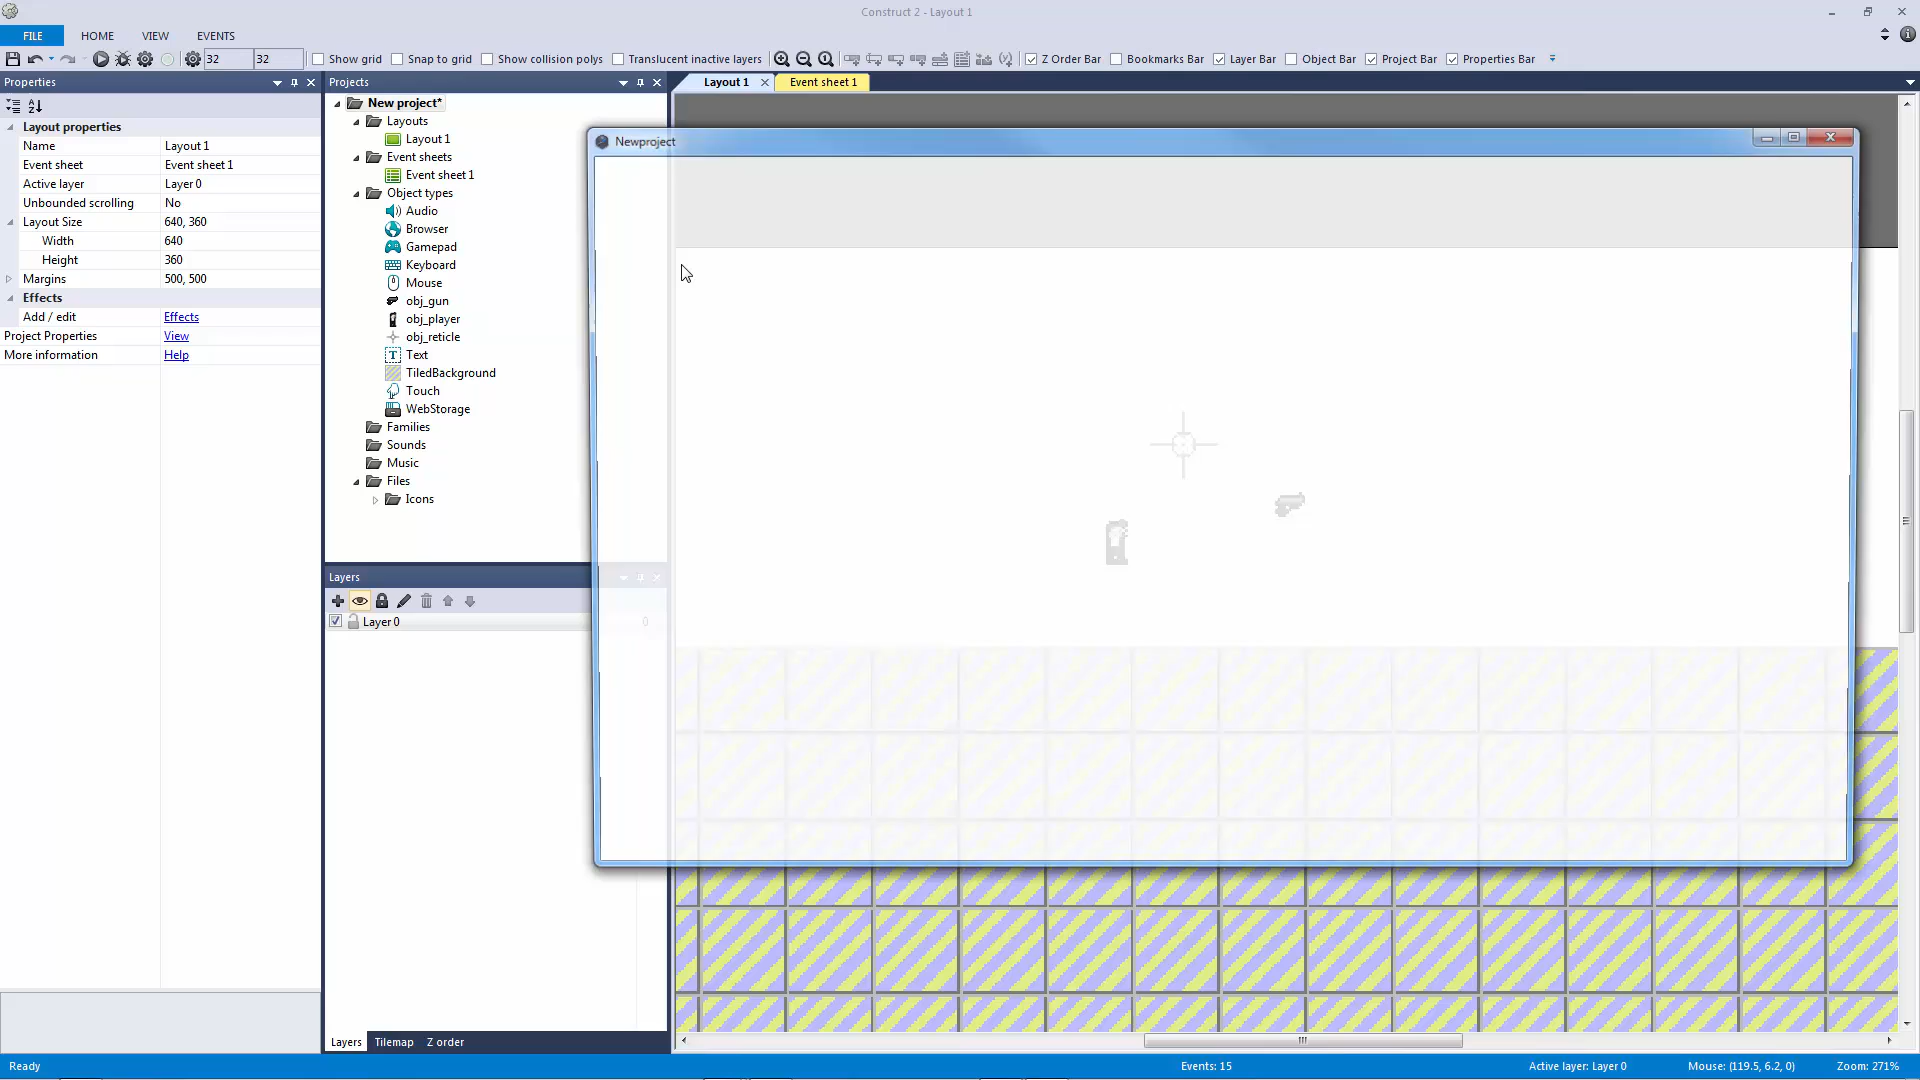 Construct 2 - Layout 1
FILE HOME VIEW EVENTS
32 32 Show grid Snap to grid Show collision polys Translucent inactive layers Z Order Bar Bookmarks Bar Layer Bar Object Bar Project Bar Properties Bar
Properties
Layout properties
Name Layout 1
Event sheet Event sheet 1
Active layer Layer 0
Unbounded scrolling No
Layout Size 640, 360
Width 640
Height 360
Margins 500, 500
Effects
Add / edit Effects
Project Properties View
More information Help
Projects
New project*
Layouts
Layout 1
Event sheets
Event sheet 1
Object types
Audio
Browser
Gamepad
Keyboard
Mouse
obj_gun
obj_player
obj_reticle
Text
TiledBackground
Touch
WebStorage
Families
Sounds
Music
Files
Icons
Layers
Layer 0 0
Layers Tilemap Z order
Layout 1 Event sheet 1
Newproject
Ready Events: 15 Active layer: Layer 0 Mouse: (119.5, 6.2, 0) Zoom: 271%